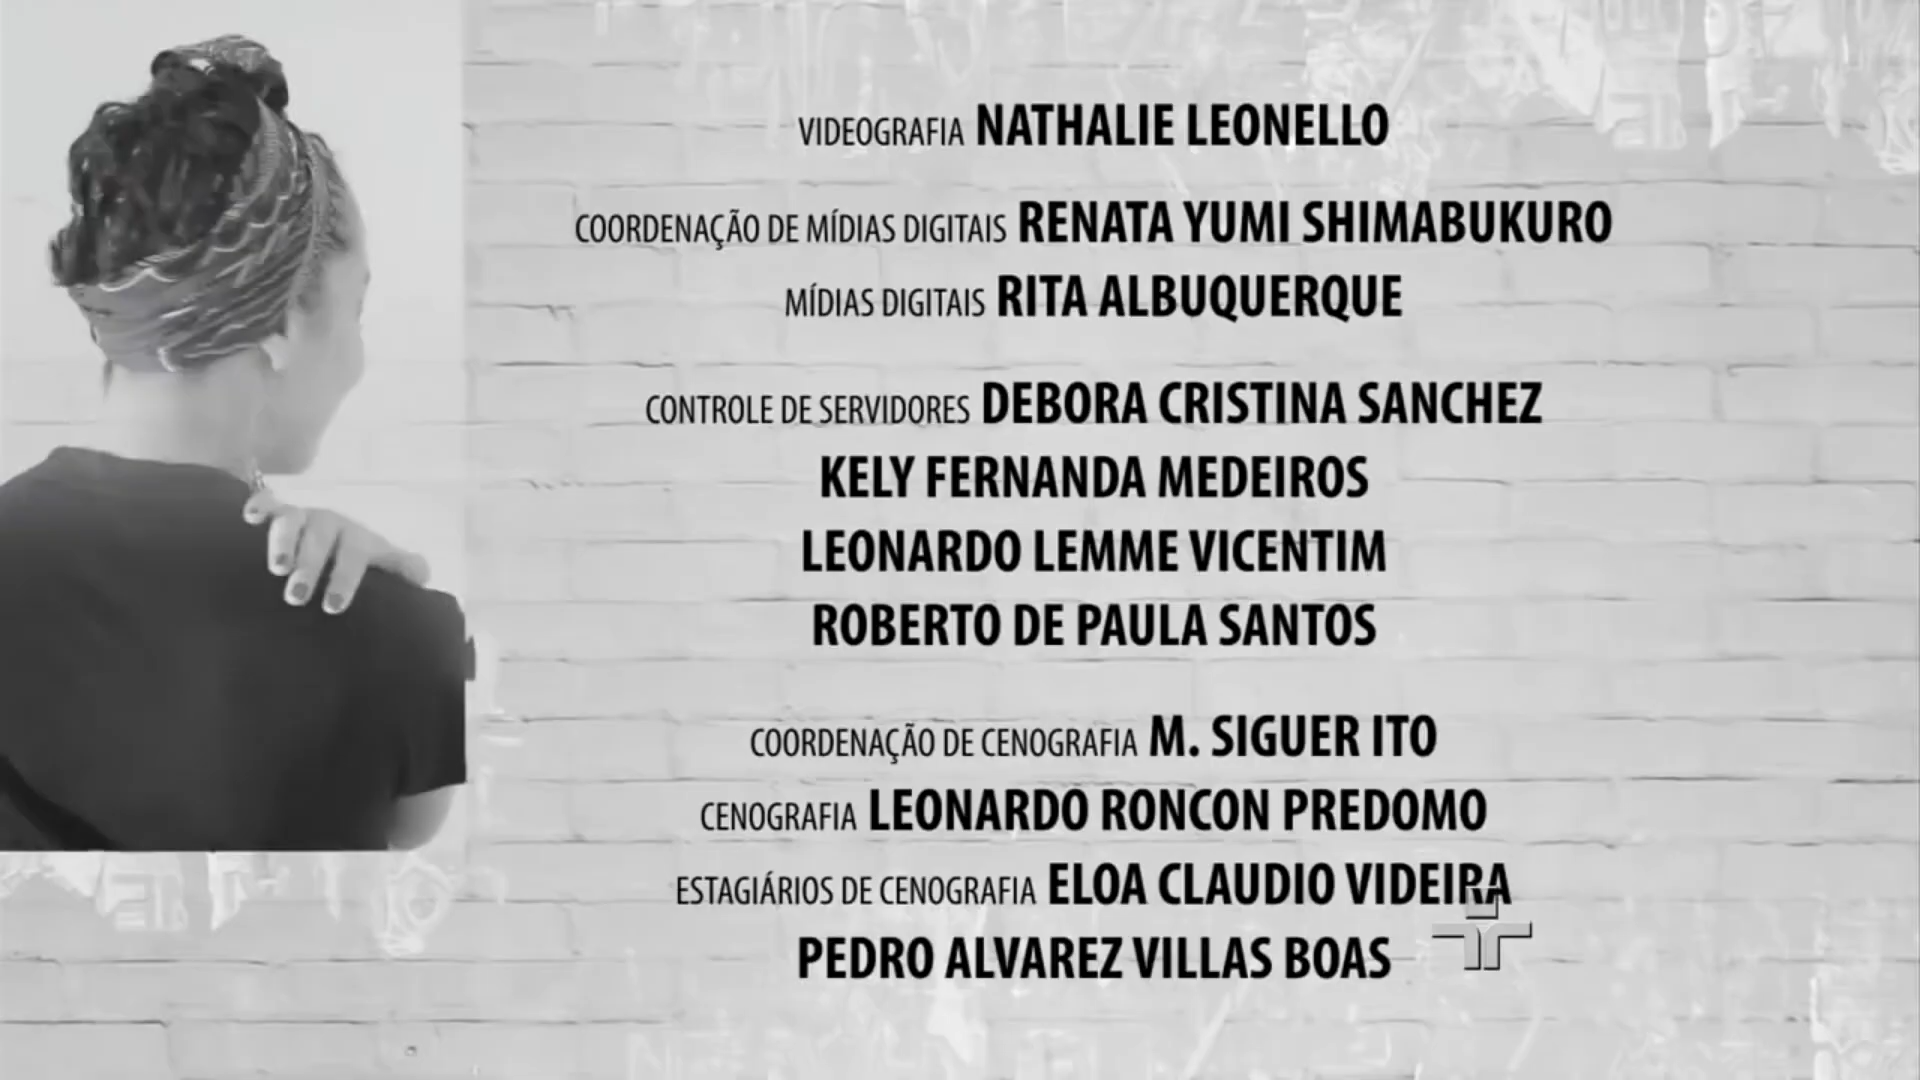 VIDEOGRAFIA NATHALIE LEONELLO
COORDENAÇÃO DE MÍDIAS DIGITAIS RENATA YUMI SHIMABUKURO
MÍDIAS DIGITAIS RITA ALBUQUERQUE
CONTROLE DE SERVIDORES DEBORA CRISTINA SANCHEZ
KELY FERNANDA MEDEIROS
LEONARDO LEMME VICENTIM
ROBERTO DE PAULA SANTOS
COORDENAÇÃO DE CENOGRAFIA M. SIGUER ITO
CENOGRAFIA LEONARDO RONCON PREDOMO
ESTAGIÁRIOS DE CENOGRAFIA ELOA CLAUDIO VIDEIRA
PEDRO ALVAREZ VILLAS BOAS